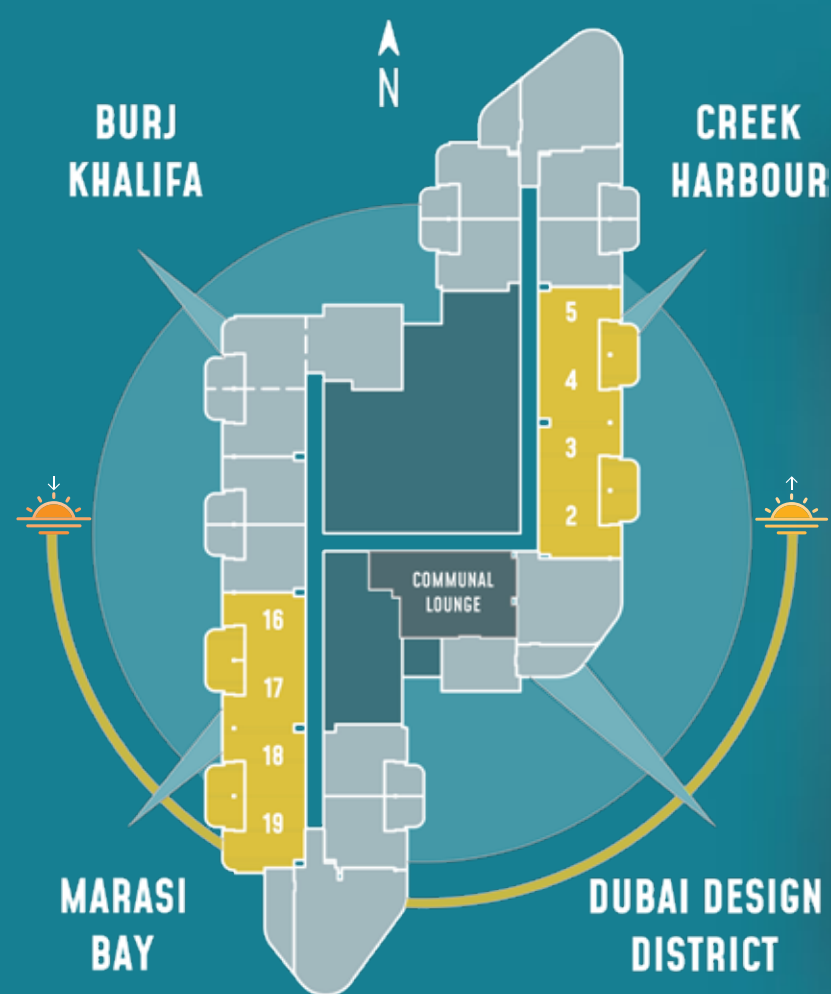 N
BURJ
KHALIFA
CREEK
HARBOUR
5
4
3
2
COMMUNAL
LOUNGE
16
17
18
19
MARASI
BAY
DUBAI DESIGN
DISTRICT